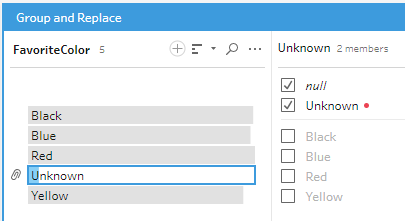 Group and Replace
FavoriteColor 5
Black
Blue
Red
Unknown
Yellow
Unknown 2 members
null
Unknown
Black
Blue
Red
Yellow